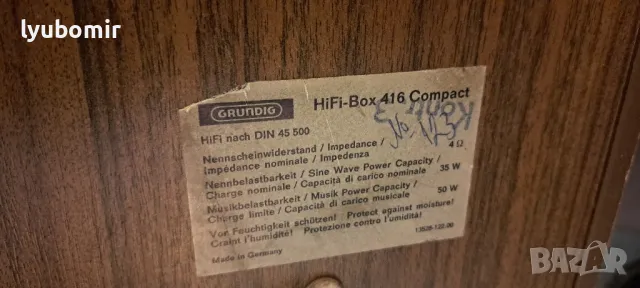 lyubomir
GRUNDIG
HiFi-Box 416 Compact
HiFi nach DIN 45 500
Nennscheinwiderstand / Impedance / 4 Ω
Impédance nominale / Impedenza
Nennbelastbarkeit / Sine Wave Power Capacity / 35 W
Charge nominale / Capacità di carico nominale
Musikbelastbarkeit / Musik Power Capacity / 50 W
Charge limite / Capacità di carico musicale
Vor Feuchtigkeit schützen! Protect against moisture!
Craint l'humidité! Protezione contro l'umidità!
Made in Germany
BAZAR